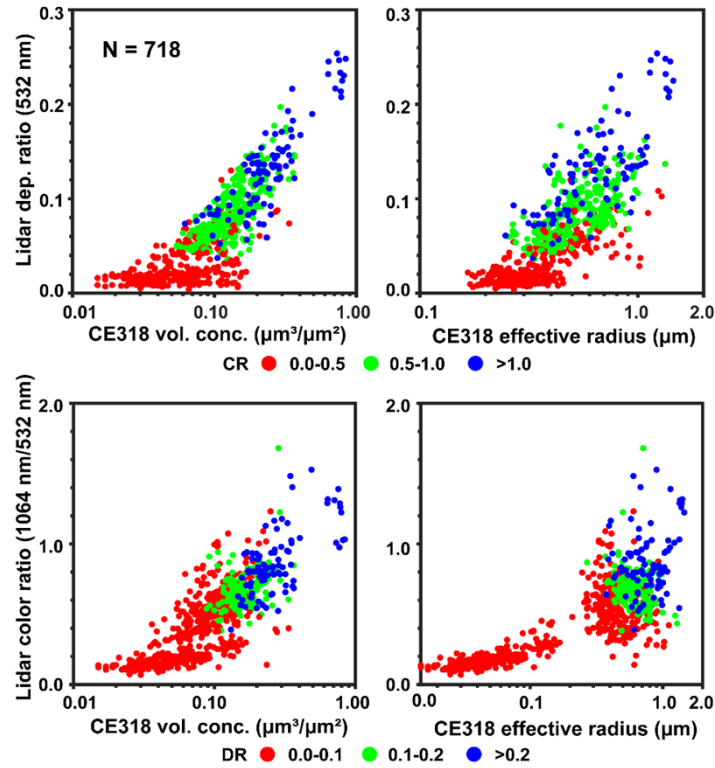 0.3
N = 718
0.2
0.1
0.0
Lidar dep. ratio (532 nm)
0.01 0.10 1.00
CE318 vol. conc. (µm³/µm²)
0.3
0.2
0.1
0.0
0.1 1.0 2.0
CE318 effective radius (µm)
CR 0.0-0.5 0.5-1.0 >1.0
2.0
1.0
0.0
Lidar color ratio (1064 nm/532 nm)
0.01 0.10 1.00
CE318 vol. conc. (µm³/µm²)
2.0
1.0
0.0
0.0 0.1 1.0 2.0
CE318 effective radius (µm)
DR 0.0-0.1 0.1-0.2 >0.2